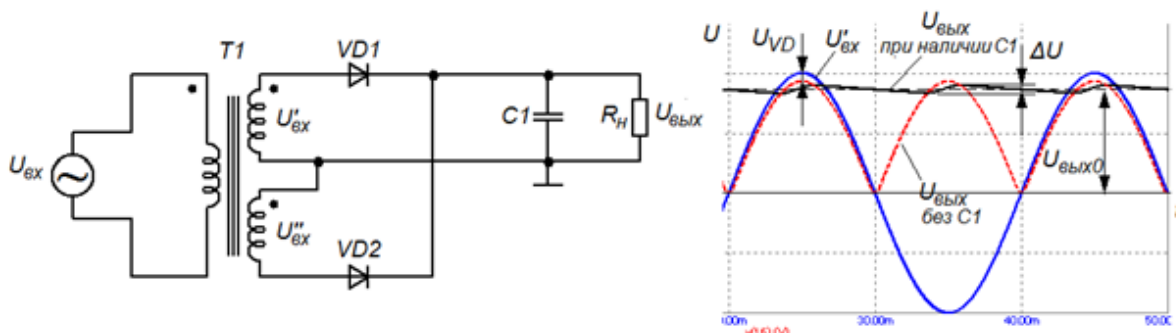 T1
VD1
U'вх
C1
Rн
Uвых
Uвх
U''вх
VD2
U
UVD
U'вх
Uвых
при наличии C1
ΔU
Uвых0
Uвых
без C1
30.00m
40.00m
50.00